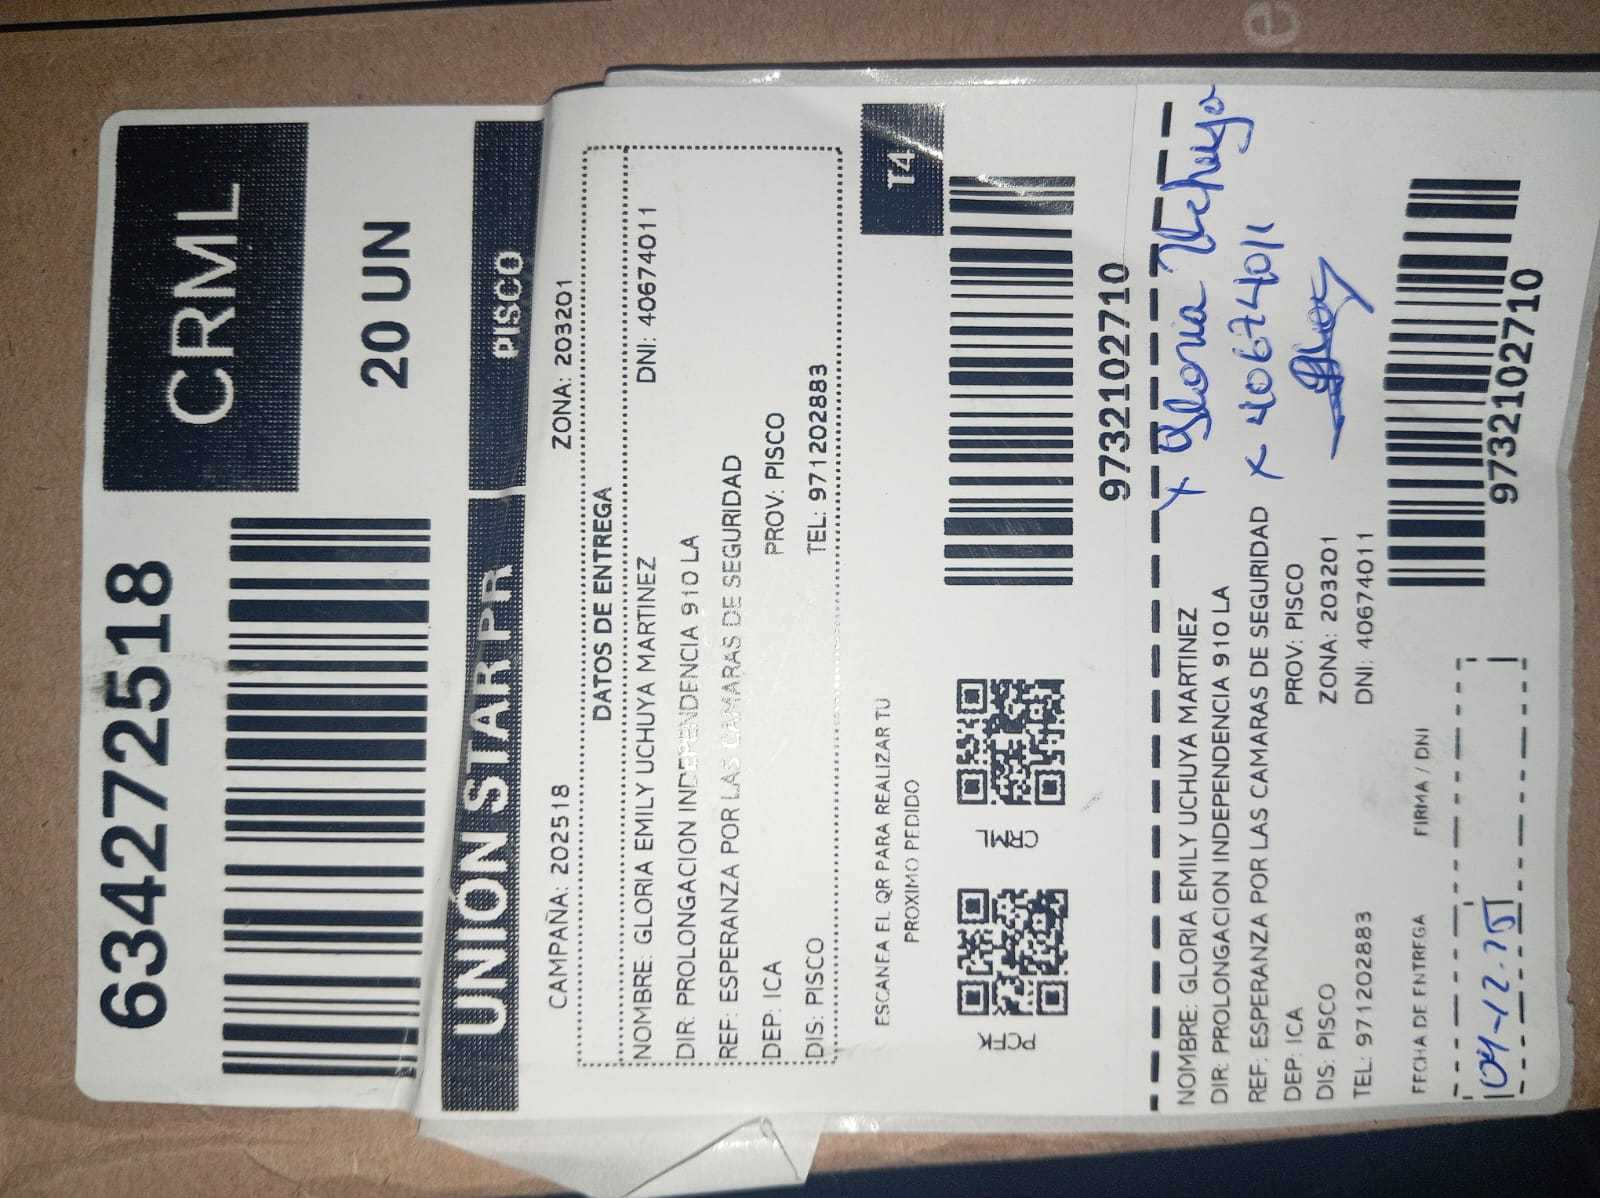 6342725​18
CRML
20 UN
UNIÓN STAR PR PISCO
CAMPAÑA: 202518 ZONA: 203201
DATOS DE ENTREGA
NOMBRE: GLORIA EMILY UCHUYA MARTINEZ DNI: 40674011
DIR: PROLONGACION INDEPENDENCIA 910 LA
REF: ESPERANZA POR LAS CAMARAS DE SEGURIDAD
DEP: ICA PROV: PISCO
DIS: PISCO TEL: 971202883
ESCANEA EL QR PARA REALIZAR TU
PROXIMO PEDIDO
T4
9732102710
x Gloria Uchuya
x 40674011
NOMBRE: GLORIA EMILY UCHUYA MARTINEZ
DIR: PROLONGACION INDEPENDENCIA 910 LA
REF: ESPERANZA POR LAS CAMARAS DE SEGURIDAD
DEP: ICA PROV: PISCO
DIS: PISCO ZONA: 203201
TEL: 971202883 DNI: 40674011
FECHA DE ENTREGA FIRMA / DNI
04-12-25
9732102710
e